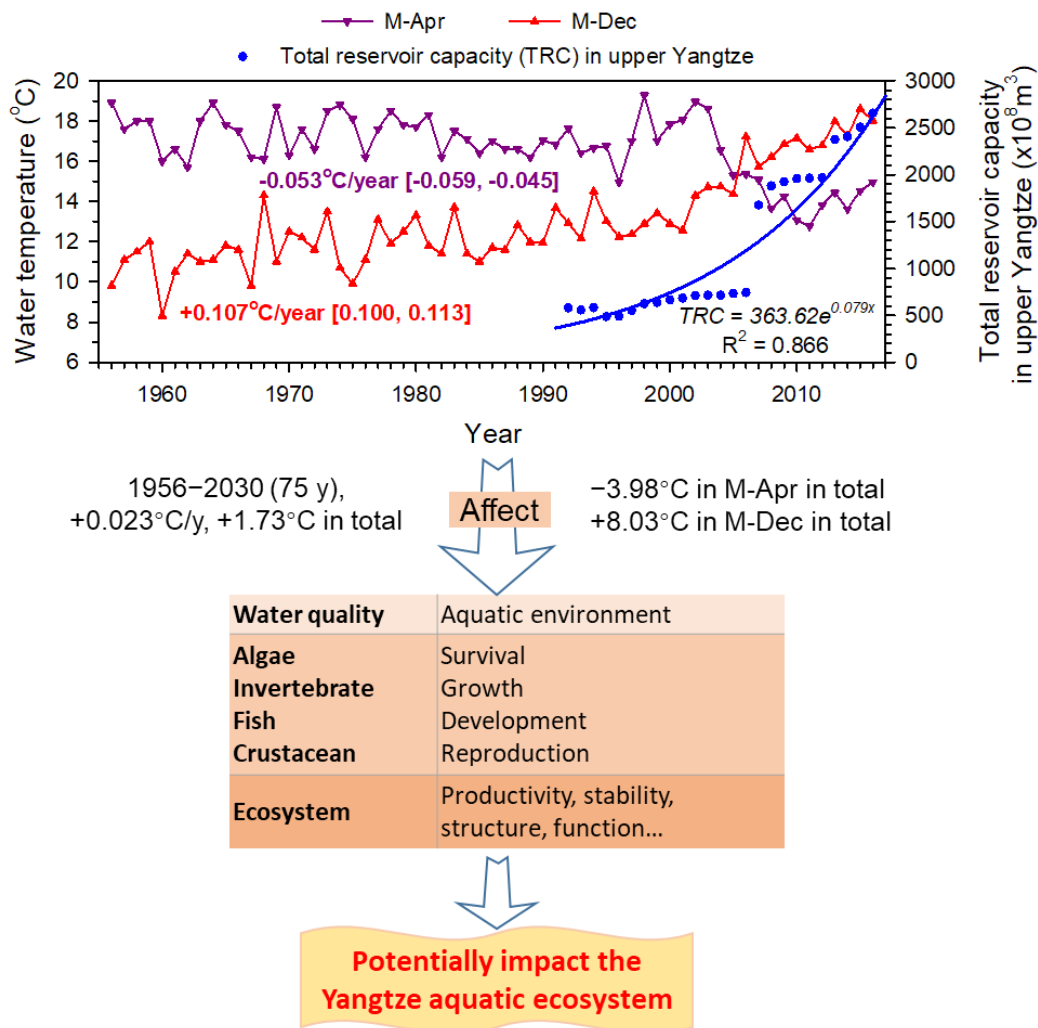 M-Apr M-Dec
Total reservoir capacity (TRC) in upper Yangtze
Water temperature (°C)
20
18
16
14
12
10
8
6
3000
2500
2000
1500
1000
500
0
Total reservoir capacity
in upper Yangtze (x10⁸m³)
-0.053°C/year [-0.059, -0.045]
+0.107°C/year [0.100, 0.113]
TRC = 363.62e^0.079x
R² = 0.866
1960 1970 1980 1990 2000 2010
Year
1956−2030 (75 y),
+0.023°C/y, +1.73°C in total
Affect
−3.98°C in M-Apr in total
+8.03°C in M-Dec in total
Water quality Aquatic environment
Algae Survival
Invertebrate Growth
Fish Development
Crustacean Reproduction
Ecosystem Productivity, stability,
structure, function...
Potentially impact the
Yangtze aquatic ecosystem